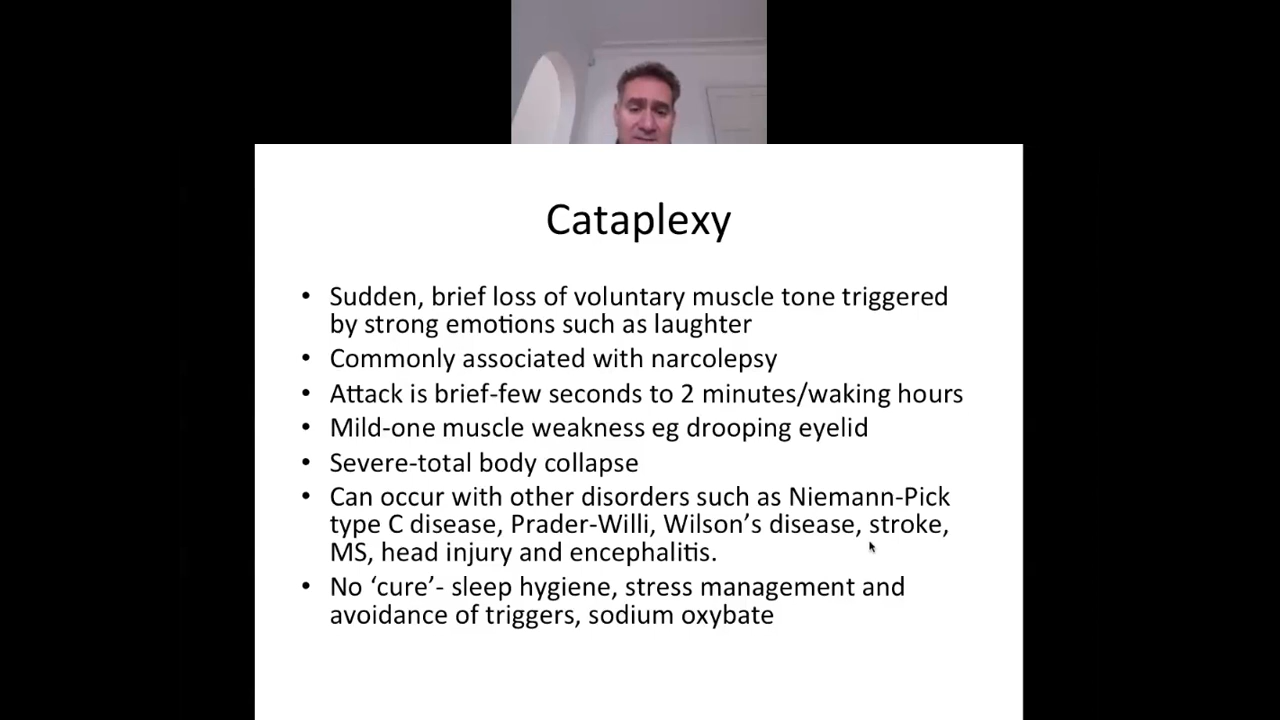 Cataplexy
• Sudden, brief loss of voluntary muscle tone triggered
by strong emotions such as laughter
• Commonly associated with narcolepsy
• Attack is brief-few seconds to 2 minutes/waking hours
• Mild-one muscle weakness eg drooping eyelid
• Severe-total body collapse
• Can occur with other disorders such as Niemann-Pick
type C disease, Prader-Willi, Wilson’s disease, stroke,
MS, head injury and encephalitis.
• No ‘cure’- sleep hygiene, stress management and
avoidance of triggers, sodium oxybate